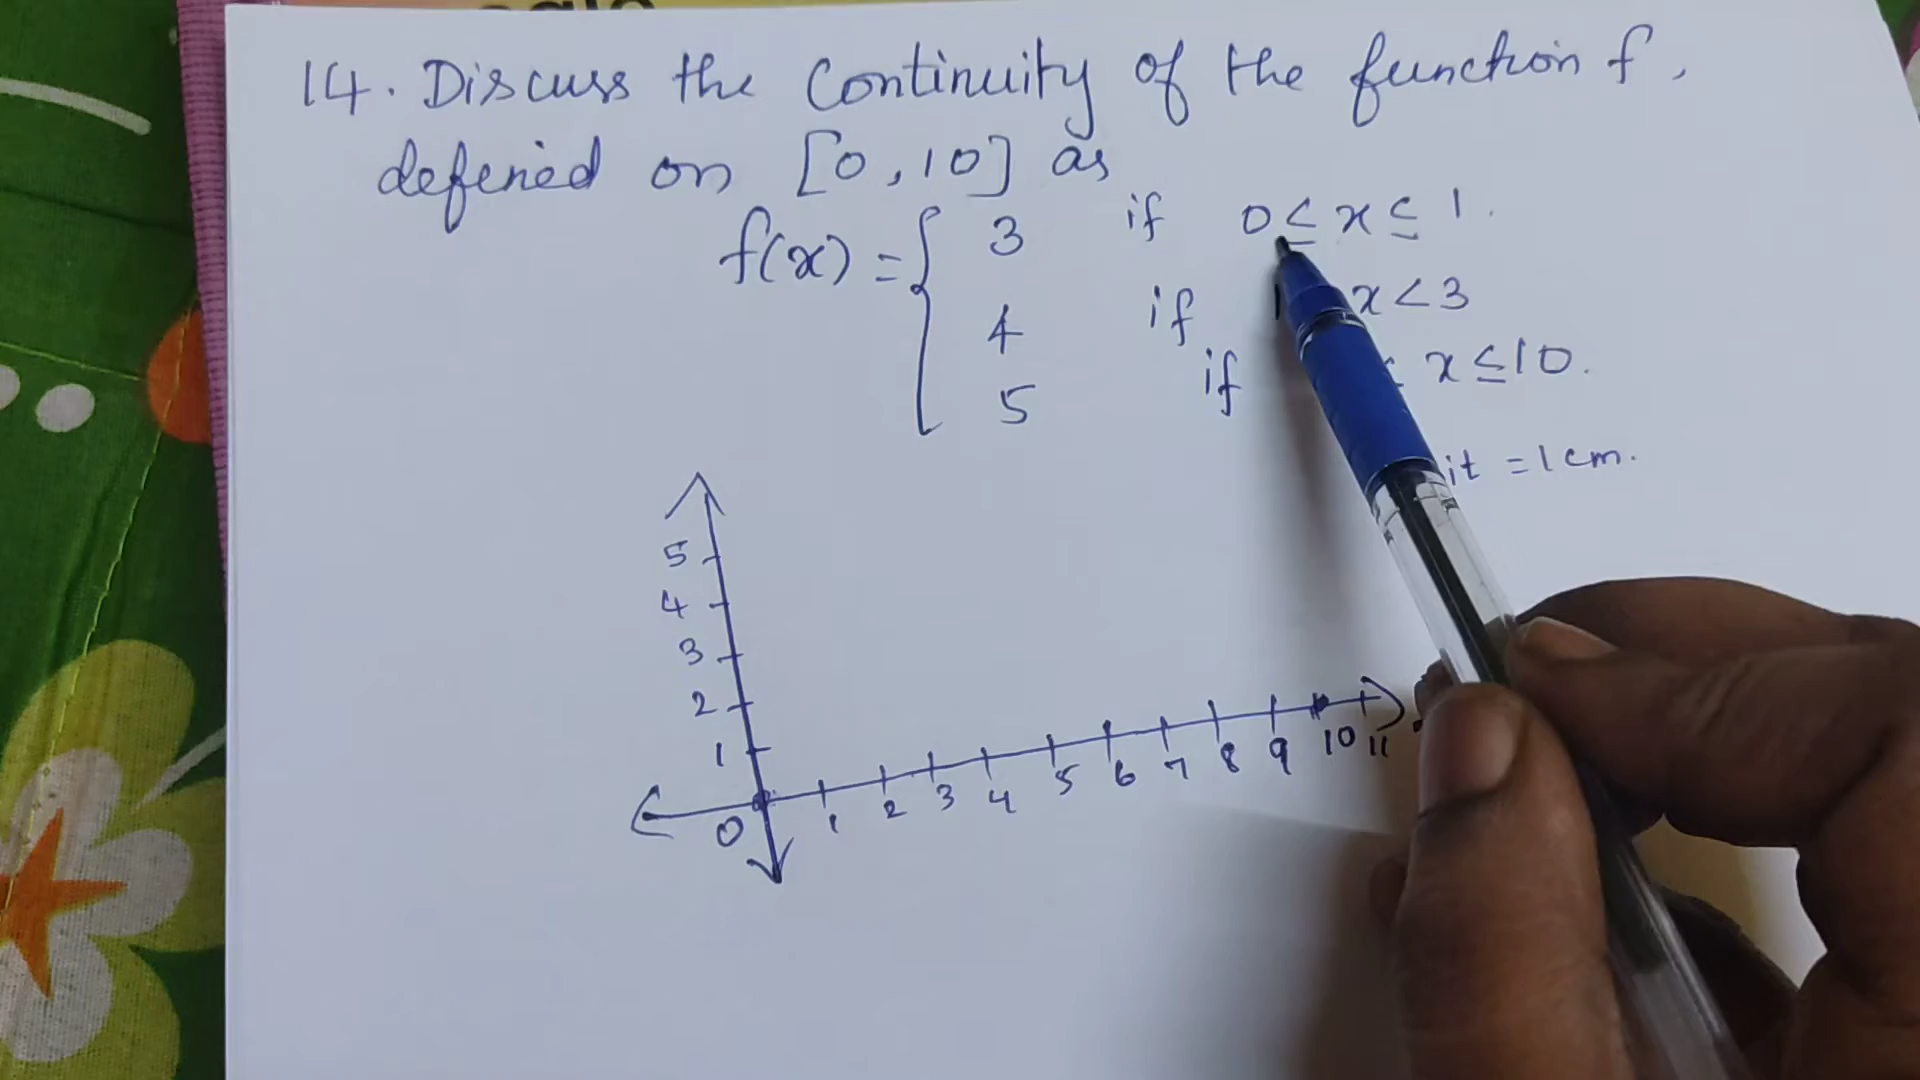 14. Discuss the continuity of the function f,
defened on [0,10] as
f(x) = { 3 if 0 ≤ x ≤ 1.
4 if x < 3
5 if x ≤ 10.
it = 1 cm.
5
4
3
2
1
0 1 2 3 4 5 6 7 8 9 10 11